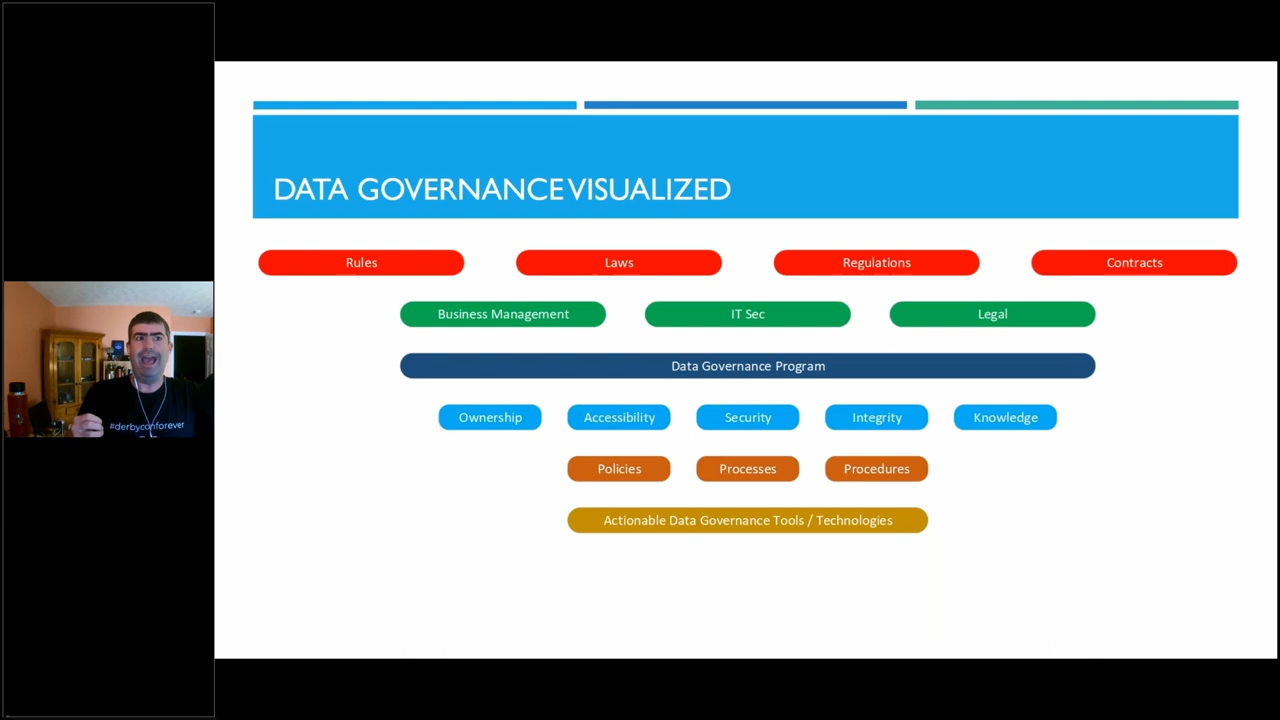 DATA GOVERNANCE VISUALIZED
Rules Laws Regulations Contracts
Business Management IT Sec Legal
Data Governance Program
Ownership Accessibility Security Integrity Knowledge
Policies Processes Procedures
Actionable Data Governance Tools / Technologies
#derbyconforever